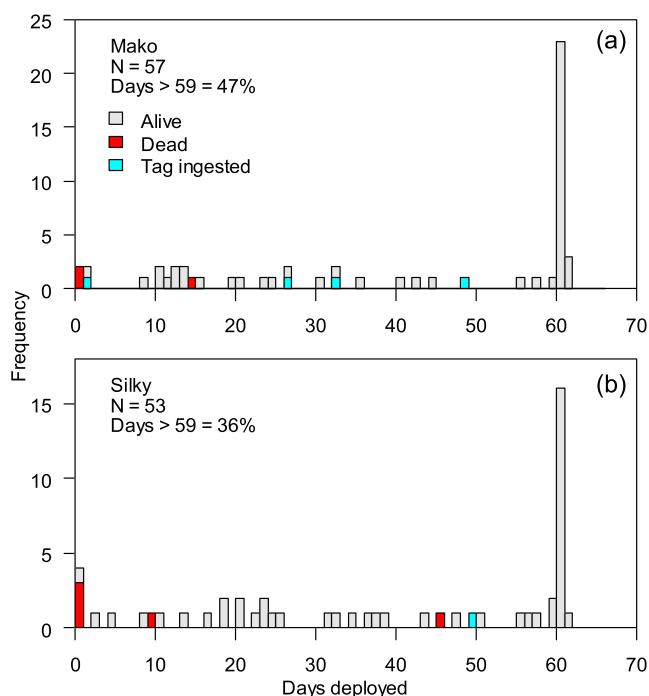 25
20
15
10
5
0
(a)
Mako
N = 57
Days > 59 = 47%
Alive
Dead
Tag ingested
0 10 20 30 40 50 60 70
Frequency
15
10
5
0
(b)
Silky
N = 53
Days > 59 = 36%
0 10 20 30 40 50 60 70
Days deployed